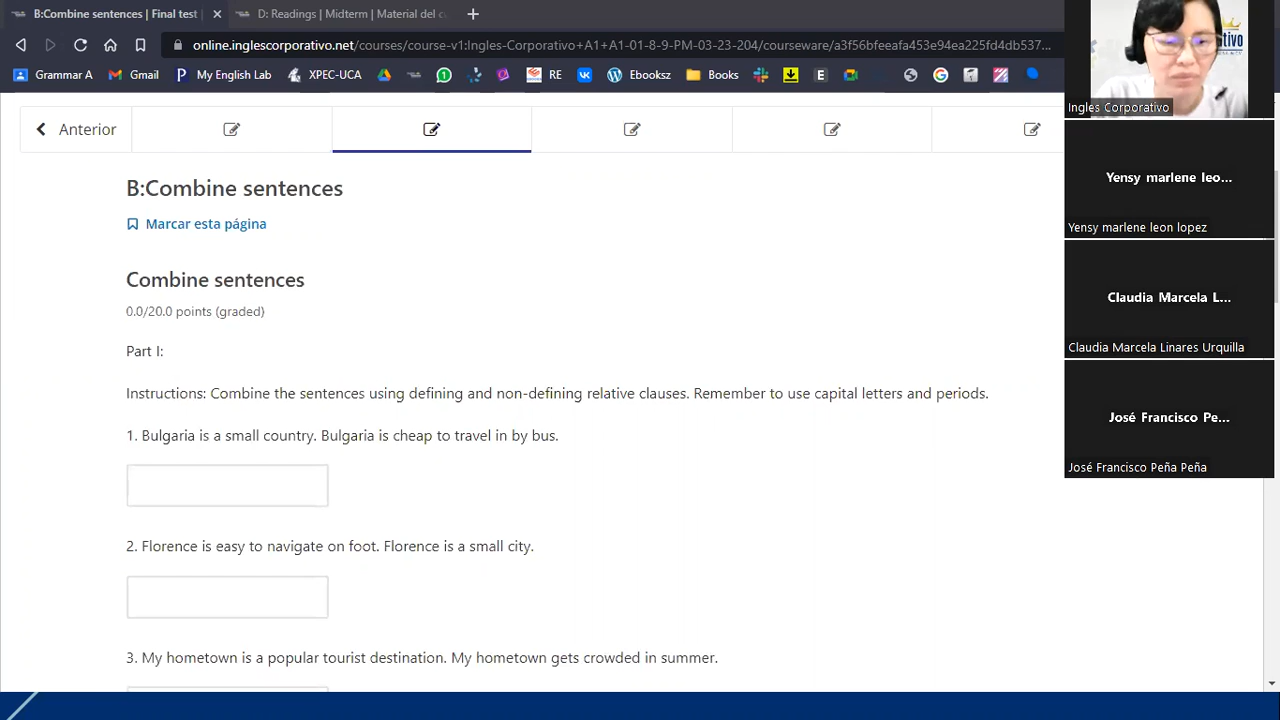 B:Combine sentences | Final test
D: Readings | Midterm | Material del c
online.inglescorporativo.net/courses/course-v1:Ingles-Corporativo+A1+A1-01-8-9-PM-03-23-204/courseware/a3f56bfeeafa453e94ea225fd4db537...
Grammar A
Gmail
My English Lab
XPEC-UCA
RE
Ebooksz
Books
Anterior
B:Combine sentences
Marcar esta página
Combine sentences
0.0/20.0 points (graded)
Part I:
Instructions: Combine the sentences using defining and non-defining relative clauses. Remember to use capital letters and periods.
1. Bulgaria is a small country. Bulgaria is cheap to travel in by bus.
2. Florence is easy to navigate on foot. Florence is a small city.
3. My hometown is a popular tourist destination. My hometown gets crowded in summer.
Ingles Corporativo
Yensy marlene leo...
Yensy marlene leon lopez
Claudia Marcela L...
Claudia Marcela Linares Urquilla
José Francisco Pe...
José Francisco Peña Peña